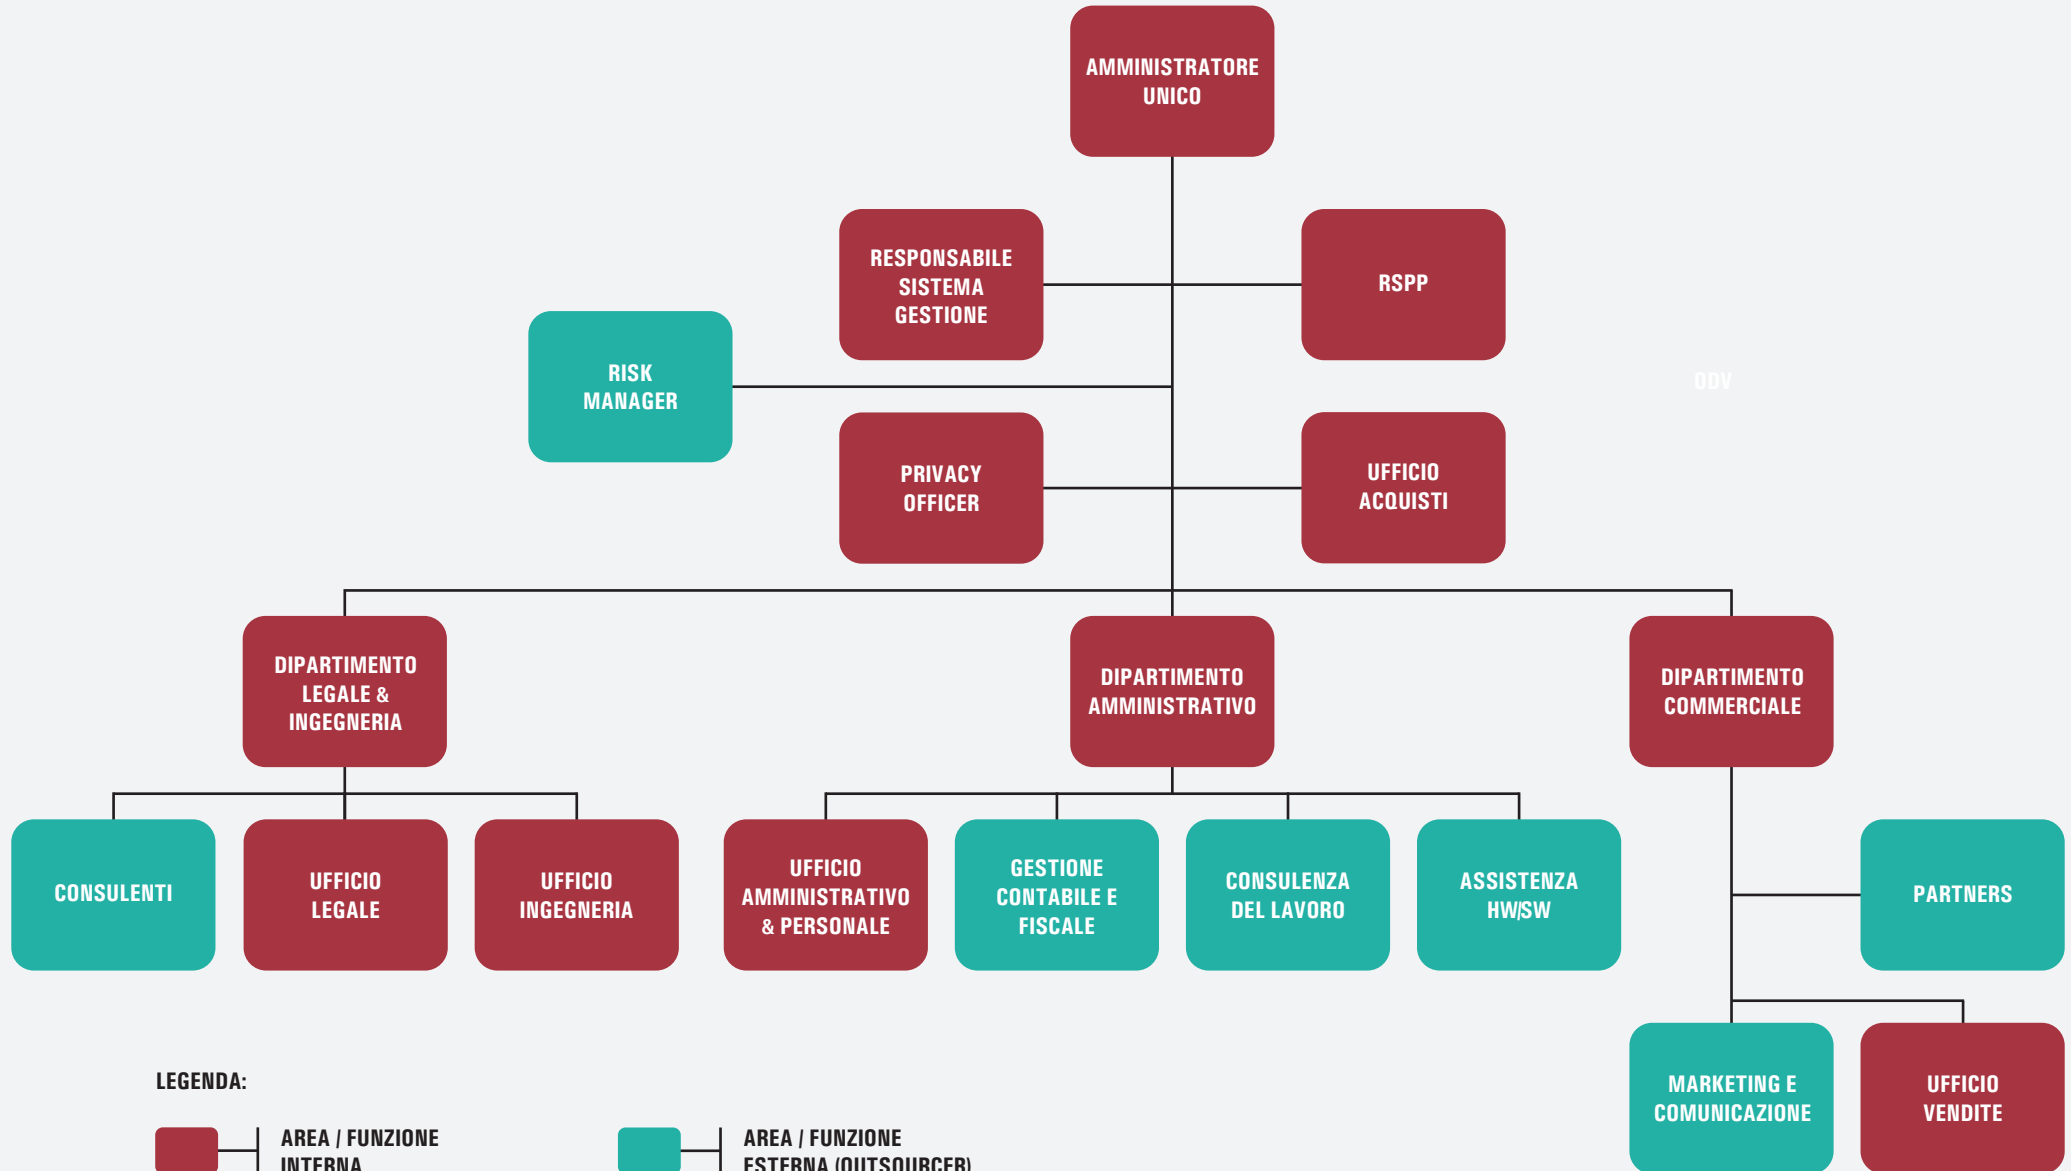 AMMINISTRATORE
UNICO
RESPONSABILE
SISTEMA
GESTIONE
RSPP
RISK
MANAGER
ODV
PRIVACY
OFFICER
UFFICIO
ACQUISTI
DIPARTIMENTO
LEGALE &
INGEGNERIA
DIPARTIMENTO
AMMINISTRATIVO
DIPARTIMENTO
COMMERCIALE
CONSULENTI
UFFICIO
LEGALE
UFFICIO
INGEGNERIA
UFFICIO
AMMINISTRATIVO
& PERSONALE
GESTIONE
CONTABILE E
FISCALE
CONSULENZA
DEL LAVORO
ASSISTENZA
HW/SW
PARTNERS
MARKETING E
COMUNICAZIONE
UFFICIO
VENDITE
LEGENDA:
AREA / FUNZIONE
INTERNA
AREA / FUNZIONE
ESTERNA (OUTSOURCER)